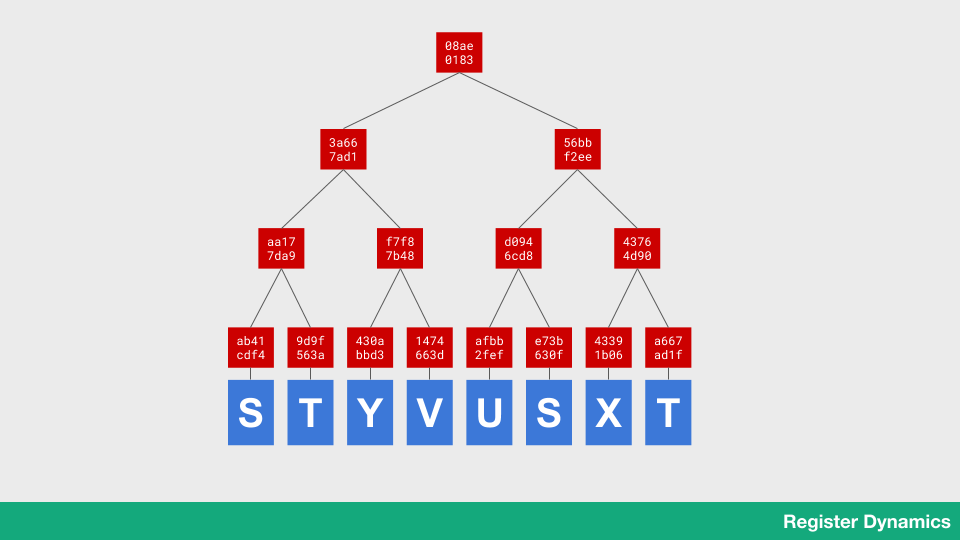 08ae
0183
3a66
7ad1
56bb
f2ee
aa17
7da9
f7f8
7b48
d094
6cd8
4376
4d90
ab41
cdf4
9d9f
563a
430a
bbd3
1474
663d
afbb
2fef
e73b
630f
4339
1b06
a667
ad1f
S T Y V U S X T
Register Dynamics